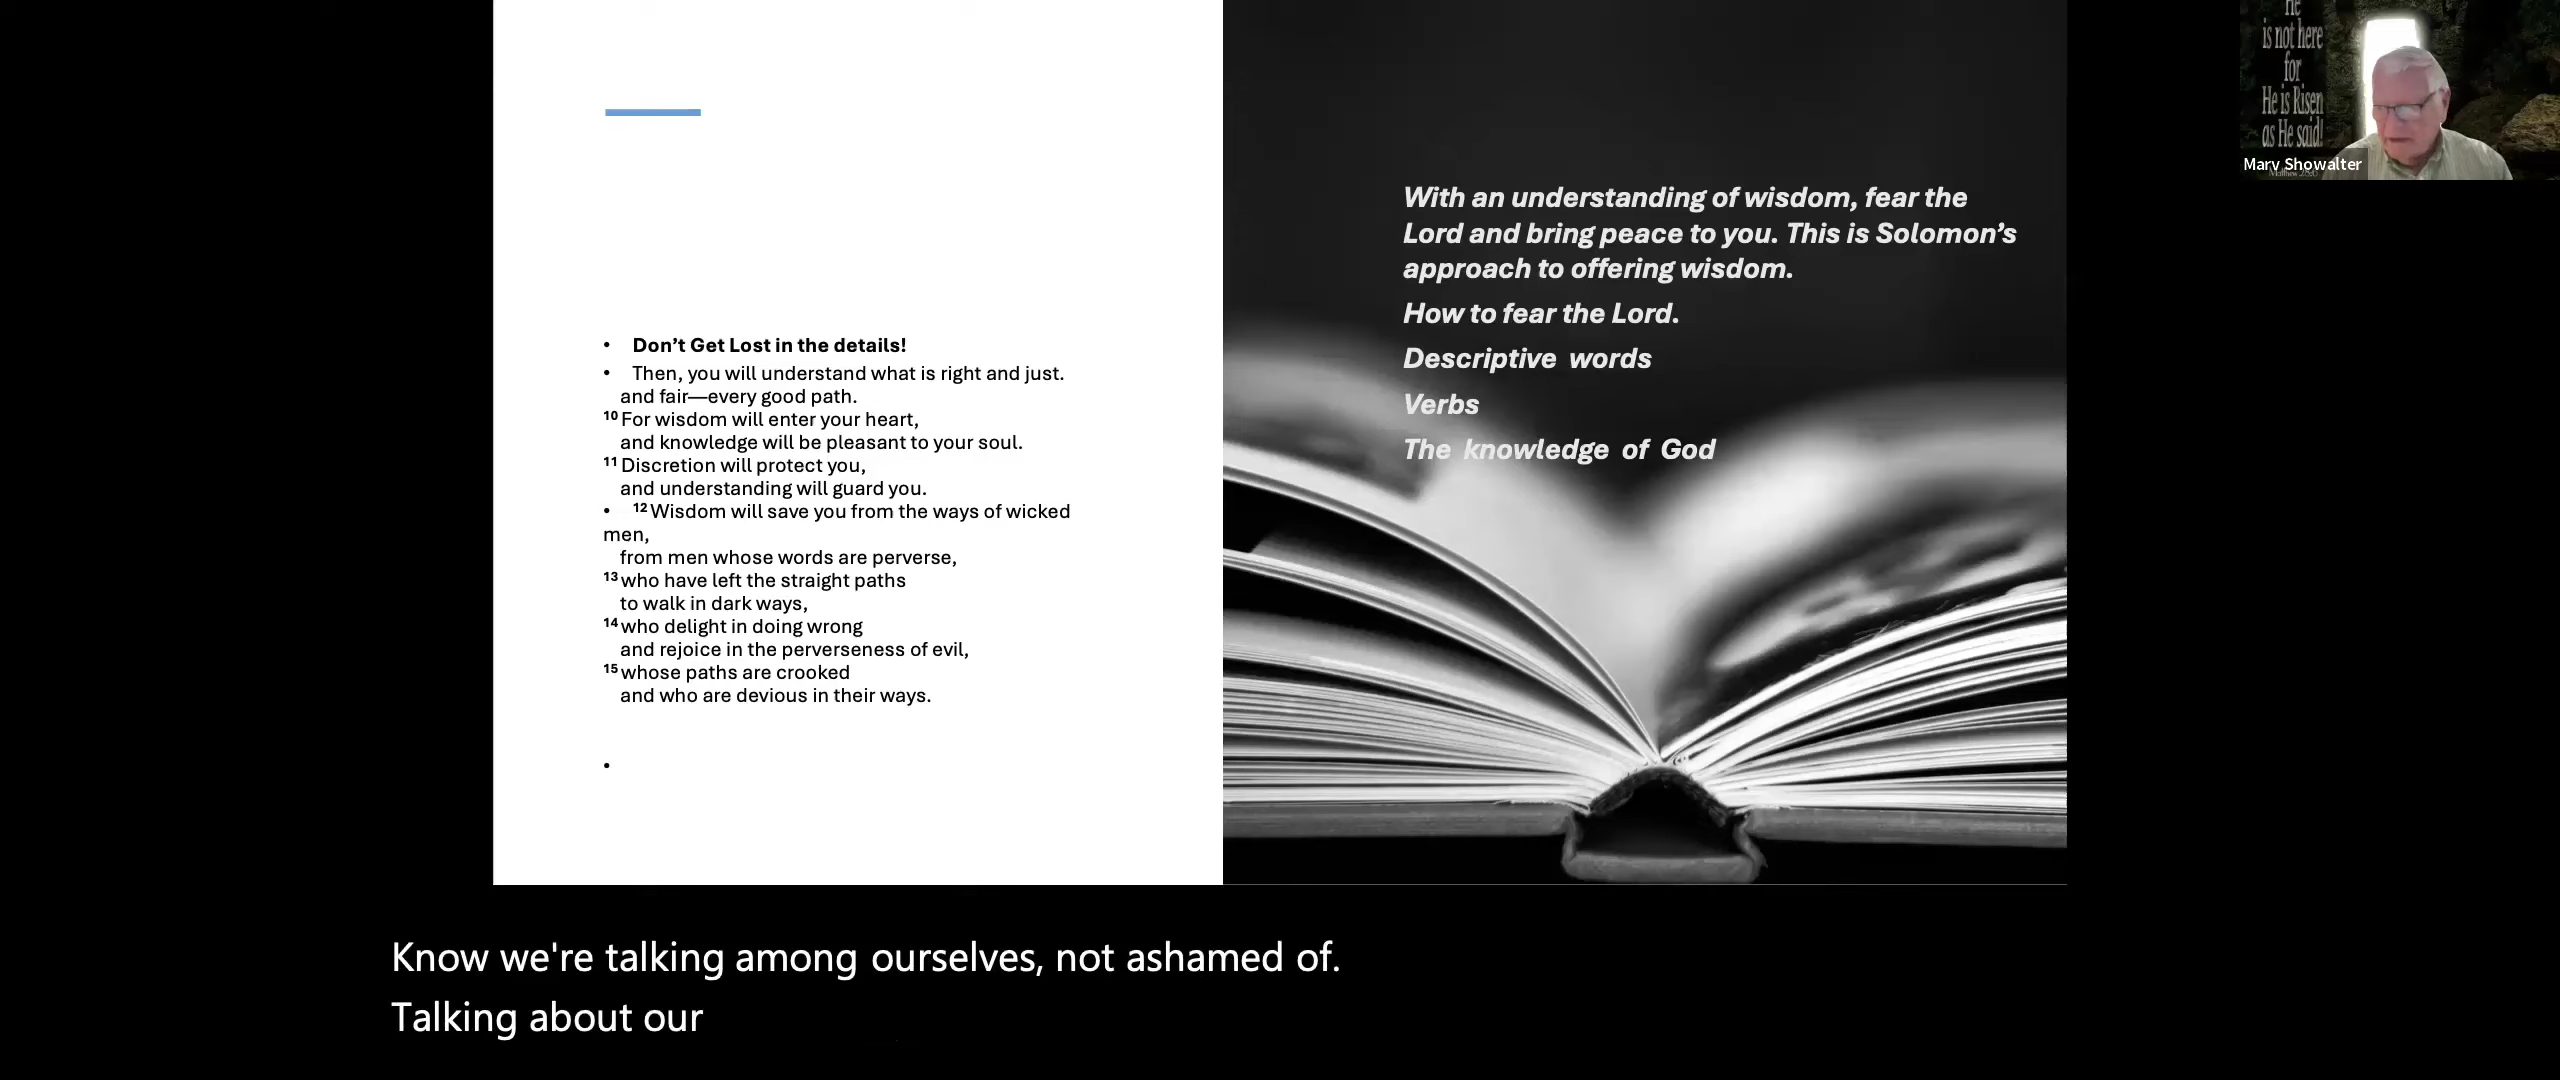 • Don’t Get Lost in the details!
• Then, you will understand what is right and just.
and fair—every good path.
10 For wisdom will enter your heart,
and knowledge will be pleasant to your soul.
11 Discretion will protect you,
and understanding will guard you.
• 12 Wisdom will save you from the ways of wicked
men,
from men whose words are perverse,
13 who have left the straight paths
to walk in dark ways,
14 who delight in doing wrong
and rejoice in the perverseness of evil,
15 whose paths are crooked
and who are devious in their ways.
•
With an understanding of wisdom, fear the
Lord and bring peace to you. This is Solomon’s
approach to offering wisdom.
How to fear the Lord.
Descriptive words
Verbs
The knowledge of God
He
is not here
for
He is Risen
as He said!
Marv Showalter
Know we're talking among ourselves, not ashamed of.
Talking about our